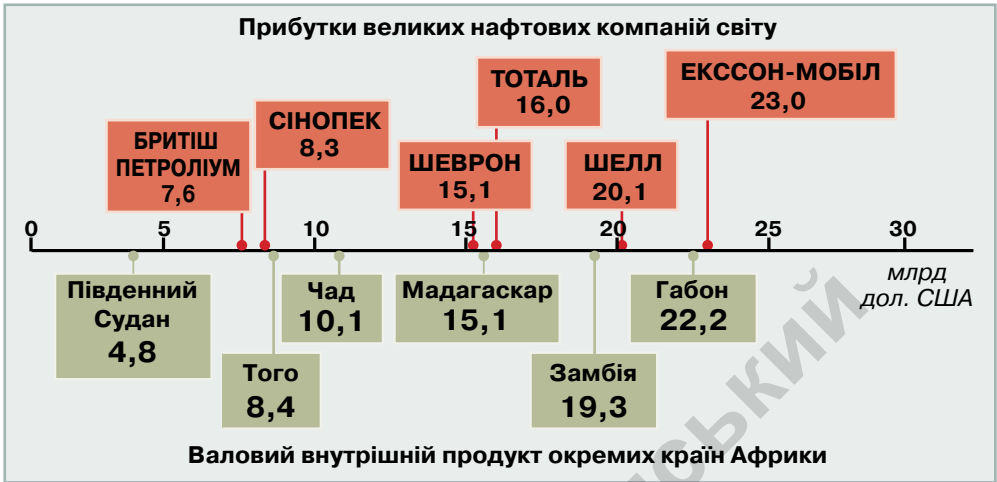 Прибутки великих нафтових компаній світу
ТОТАЛЬ
16,0
ЕКССОН-МОБІЛ
23,0
СІНОПЕК
8,3
БРИТІШ
ПЕТРОЛІУМ
7,6
ШЕВРОН
15,1
ШЕЛЛ
20,1
0 5 10 15 20 25 30
млрд
дол. США
Південний
Судан
4,8
Чад
10,1
Мадагаскар
15,1
Габон
22,2
Того
8,4
Замбія
19,3
Валовий внутрішній продукт окремих країн Африки